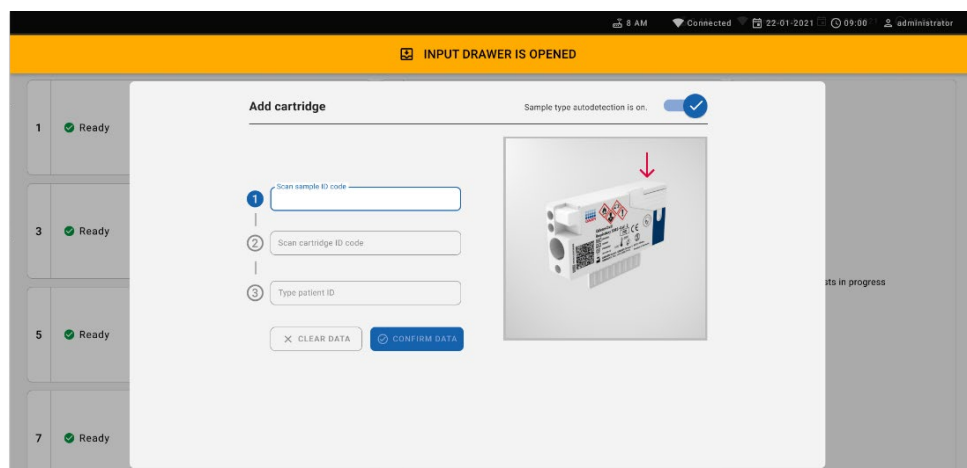 8 AM Connected 22-01-2021 09:00 administrator
INPUT DRAWER IS OPENED
Add cartridge
Sample type autodetection is on.
1 Ready
Scan sample ID code
1
2 Scan cartridge ID code
3 Ready
3 Type patient ID
sts in progress
5 Ready
CLEAR DATA
CONFIRM DATA
7 Ready